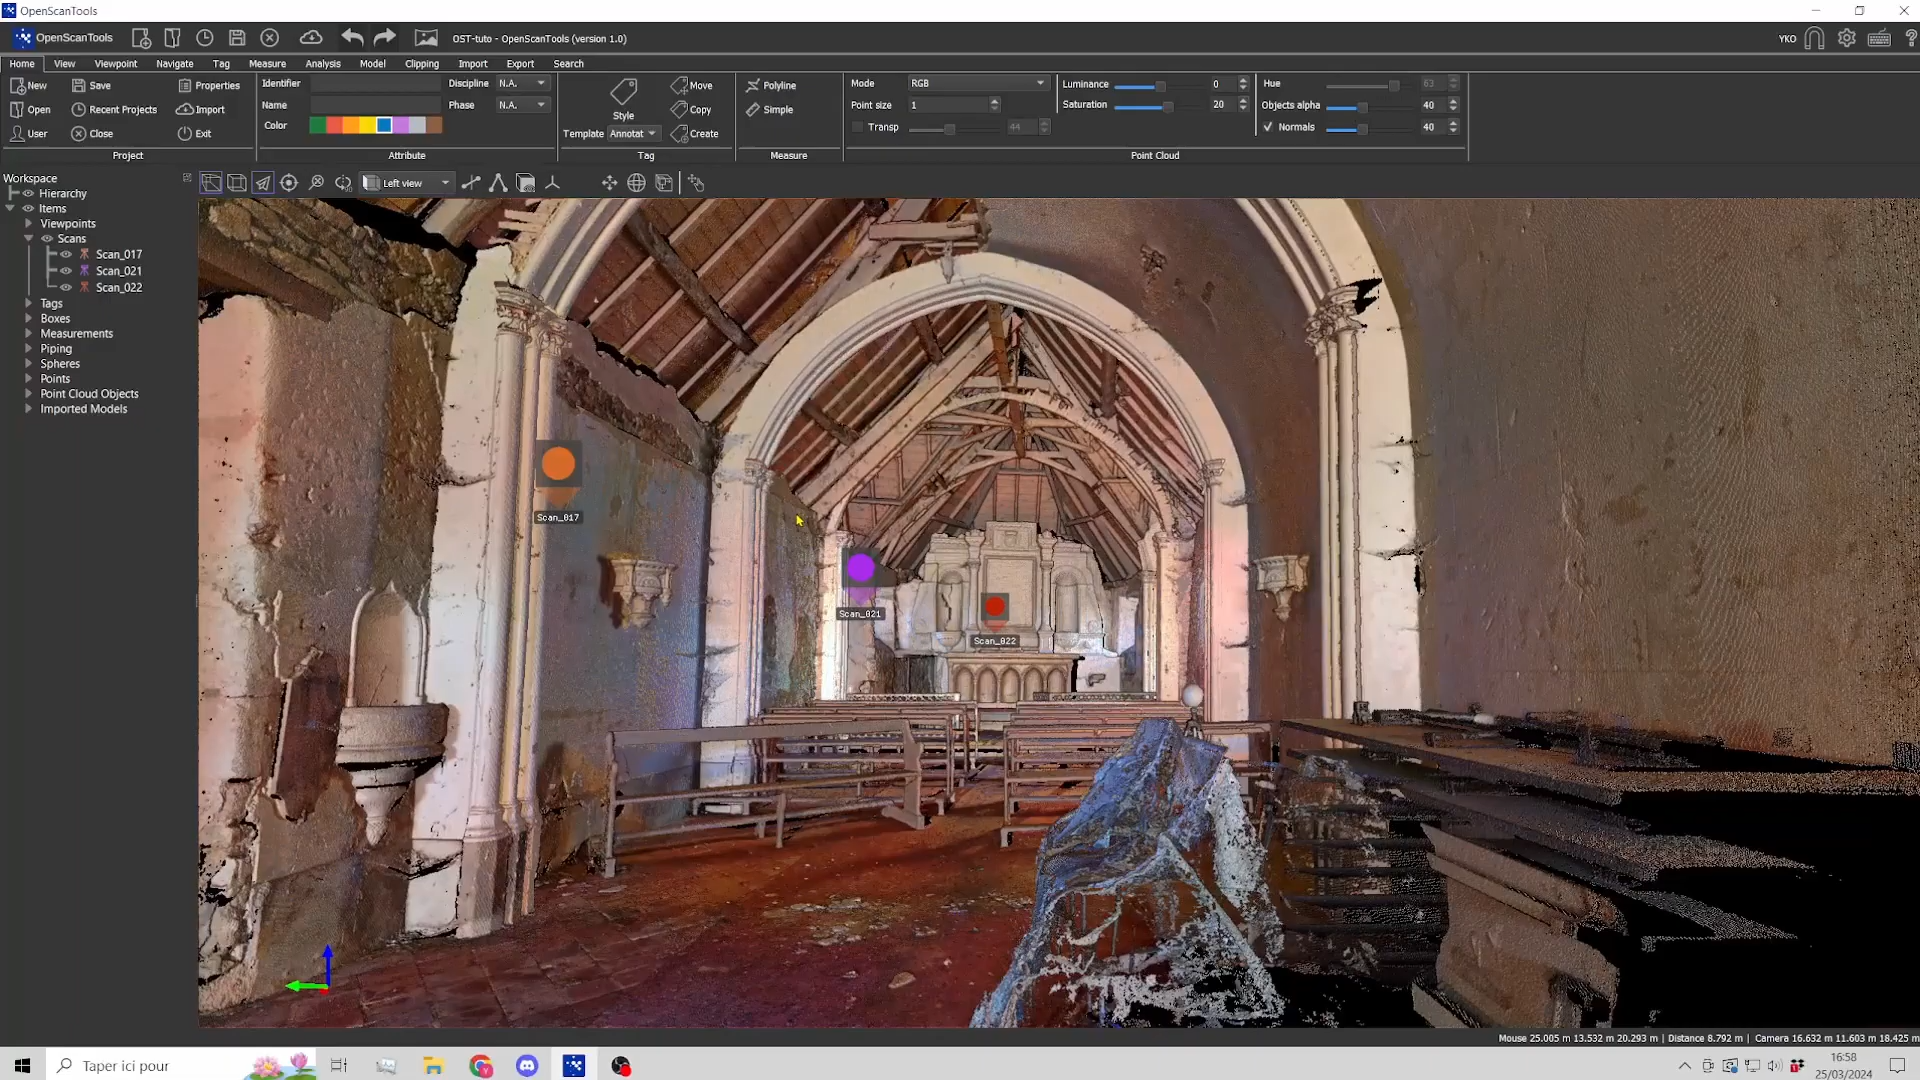 OpenScanTools
OpenScanTools
OST-tuto - OpenScanTools (version 1.0)
YKO
Home View Viewpoint Navigate Tag Measure Analysis Model Clipping Import Export Search
New Save Properties
Open Recent Projects Import
User Close Exit
Project
Identifier Discipline N.A.
Name Phase N.A.
Color
Attribute
Style
Template Annotat
Move
Copy
Create
Tag
Polyline
Simple
Measure
Mode RGB
Point size 1
Transp 44
Luminance 0
Saturation 20
Hue 63
Objects alpha 40
Normals 40
Point Cloud
Left view
Workspace
Hierarchy
Items
Viewpoints
Scans
Scan_017
Scan_021
Scan_022
Tags
Boxes
Measurements
Piping
Spheres
Points
Point Cloud Objects
Imported Models
Scan_017
Scan_021
Scan_022
Mouse 25.005 m 13.532 m 20.293 m | Distance 8.792 m | Camera 16.632 m 11.603 m 18.425 m
Taper ici pour
16:58
25/03/2024